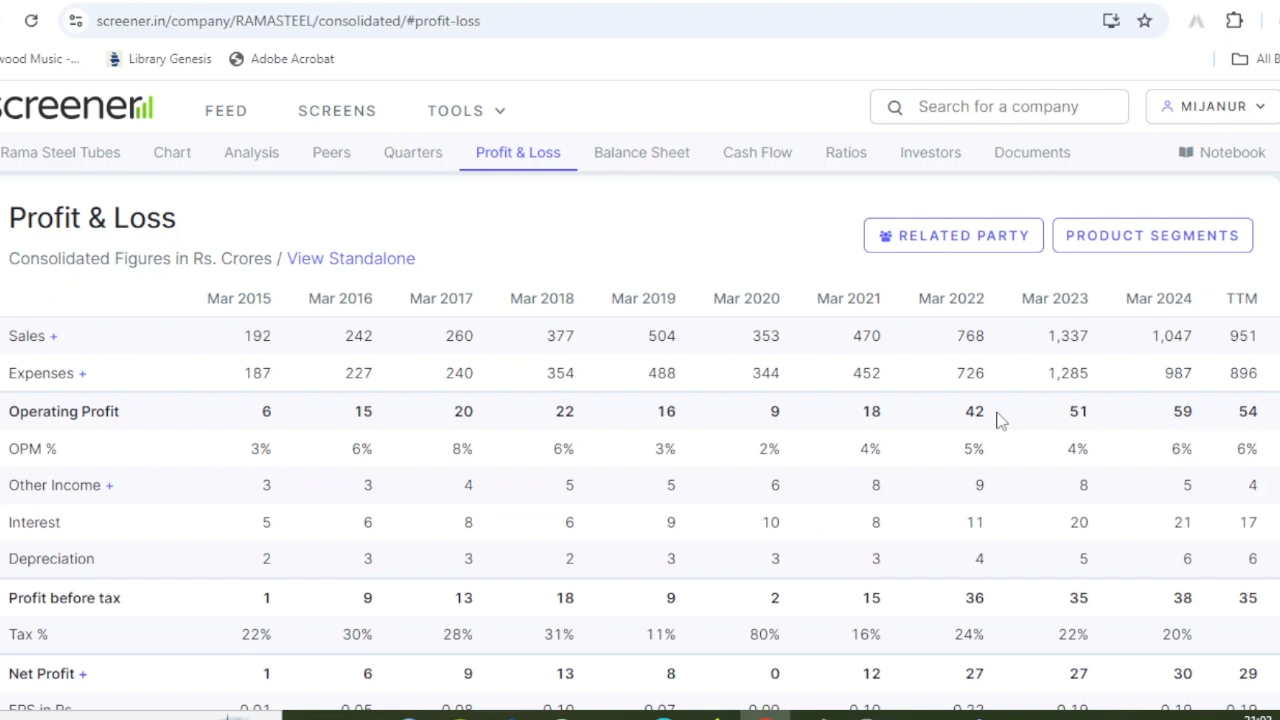 screener.in/company/RAMASTEEL/consolidated/#profit-loss
wood Music -... Library Genesis Adobe Acrobat All B
screener FEED SCREENS TOOLS Search for a company MIJANUR
Rama Steel Tubes Chart Analysis Peers Quarters Profit & Loss Balance Sheet Cash Flow Ratios Investors Documents Notebook
Profit & Loss
RELATED PARTY PRODUCT SEGMENTS
Consolidated Figures in Rs. Crores / View Standalone
Mar 2015 Mar 2016 Mar 2017 Mar 2018 Mar 2019 Mar 2020 Mar 2021 Mar 2022 Mar 2023 Mar 2024 TTM
Sales + 192 242 260 377 504 353 470 768 1,337 1,047 951
Expenses + 187 227 240 354 488 344 452 726 1,285 987 896
Operating Profit 6 15 20 22 16 9 18 42 51 59 54
OPM % 3% 6% 8% 6% 3% 2% 4% 5% 4% 6% 6%
Other Income + 3 3 4 5 5 6 8 9 8 5 4
Interest 5 6 8 6 9 10 8 11 20 21 17
Depreciation 2 3 3 2 3 3 3 4 5 6 6
Profit before tax 1 9 13 18 9 2 15 36 35 38 35
Tax % 22% 30% 28% 31% 11% 80% 16% 24% 22% 20%
Net Profit + 1 6 9 13 8 0 12 27 27 30 29
EPS in Rs